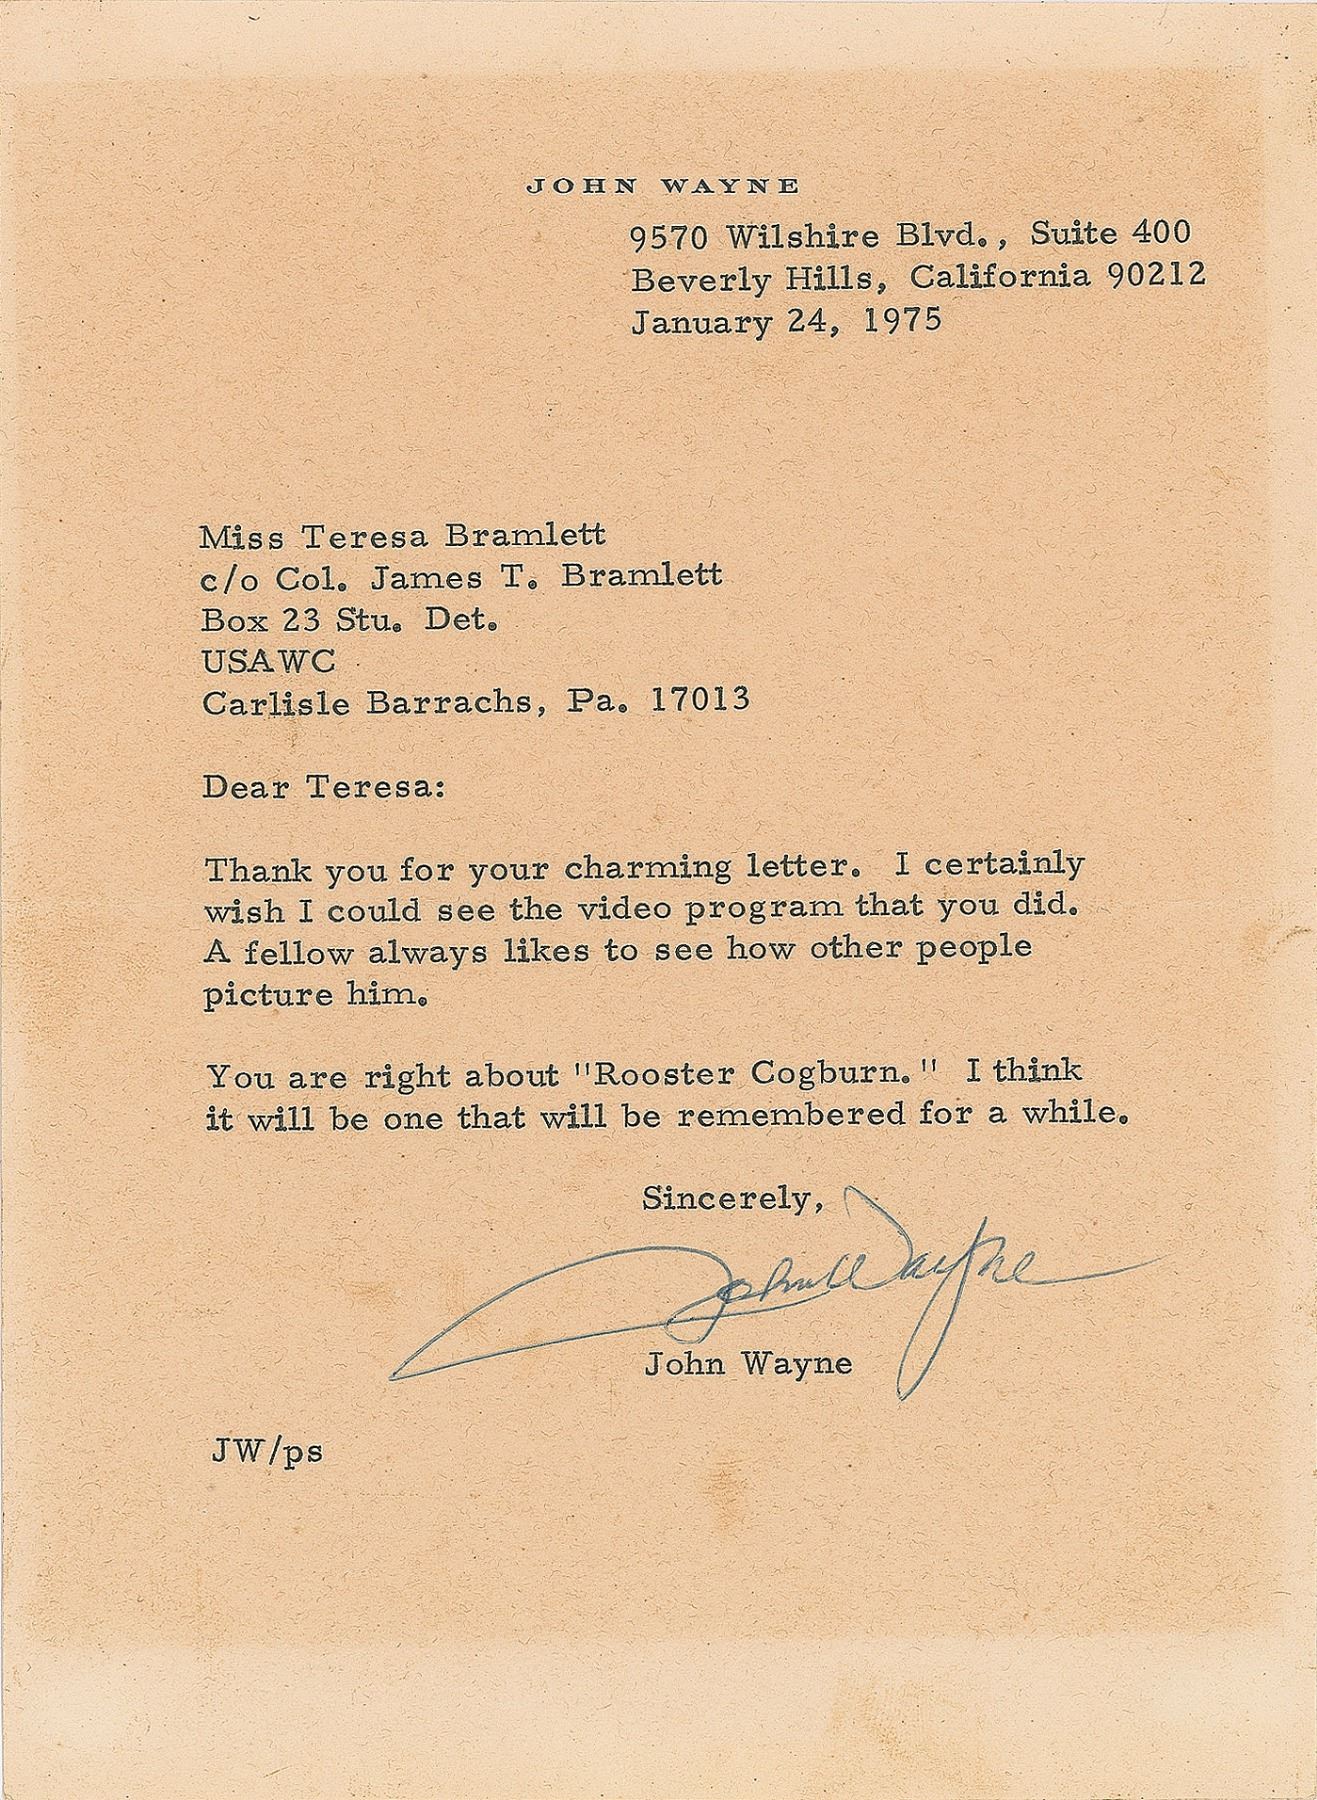 JOHN WAYNE
9570 Wilshire Blvd., Suite 400
Beverly Hills, California 90212
January 24, 1975
Miss Teresa Bramlett
c/o Col. James T. Bramlett
Box 23 Stu. Det.
USAWC
Carlisle Barrachs, Pa. 17013
Dear Teresa:
Thank you for your charming letter. I certainly
wish I could see the video program that you did.
A fellow always likes to see how other people
picture him.
You are right about "Rooster Cogburn." I think
it will be one that will be remembered for a while.
Sincerely,
John Wayne
John Wayne
JW/ps